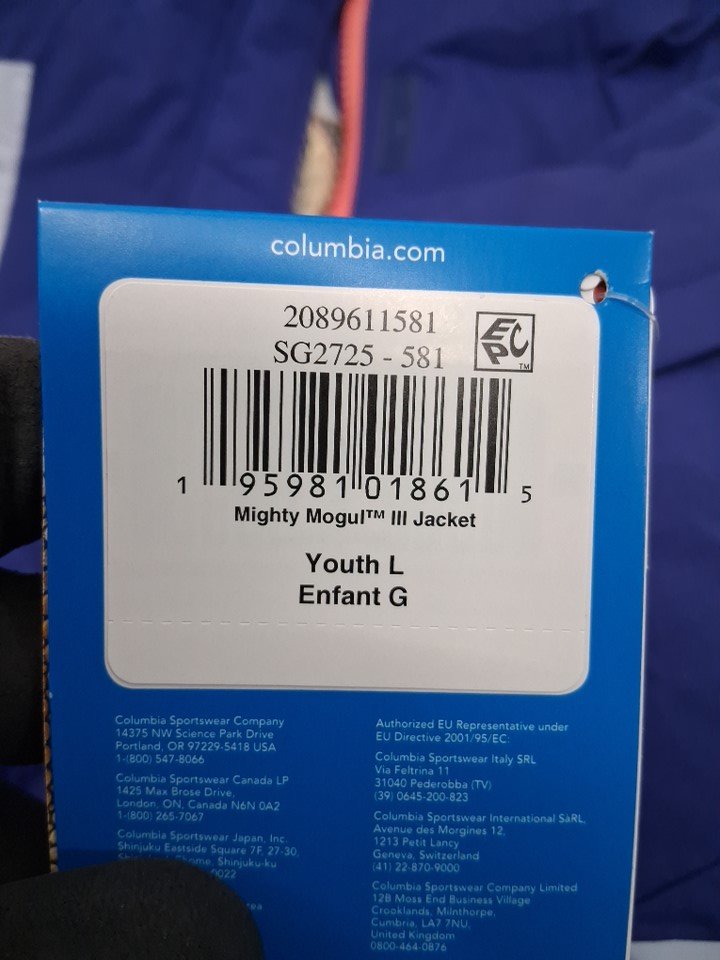 columbia.com
2089611581
SG2725 - 581
EPC
TM
1 95981 01861 5
Mighty Mogul™ III Jacket
Youth L
Enfant G
Columbia Sportswear Company
14375 NW Science Park Drive
Portland, OR 97229-5418 USA
1-(800) 547-8066
Columbia Sportswear Canada LP
1425 Max Brose Drive,
London, ON, Canada N6N 0A2
1-(800) 265-7067
Columbia Sportswear Japan, Inc.
Shinjuku Eastside Square 7F, 27-30,
Shinjuku-ku
0022
Authorized EU Representative under
EU Directive 2001/95/EC:
Columbia Sportswear Italy SRL
Via Feltrina 11
31040 Pederobba (TV)
(39) 0645-200-823
Columbia Sportswear International SàRL,
Avenue des Morgines 12,
1213 Petit Lancy
Geneva, Switzerland
(41) 22-870-9000
Columbia Sportswear Company Limited
12B Moss End Business Village
Crooklands, Milnthorpe,
Cumbria, LA7 7NU,
United Kingdom
0800-464-0876